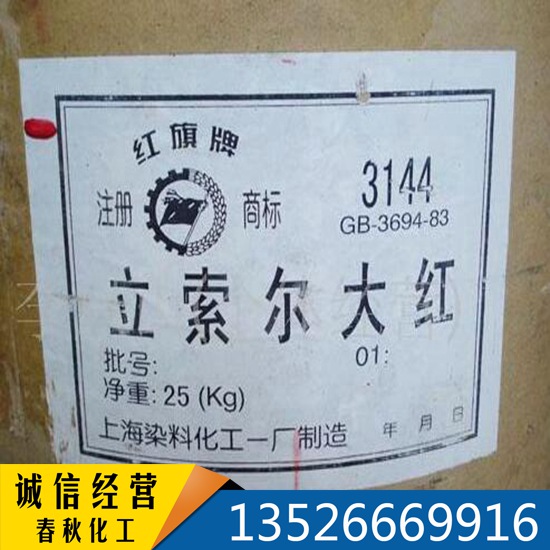 红旗牌
注册 商标
3144
GB-3694-83
立索尔大红
批号:
01:
净重:25(Kg)
上海染料化工一厂制造 年 月 日
诚信经营
春秋化工
13526669916